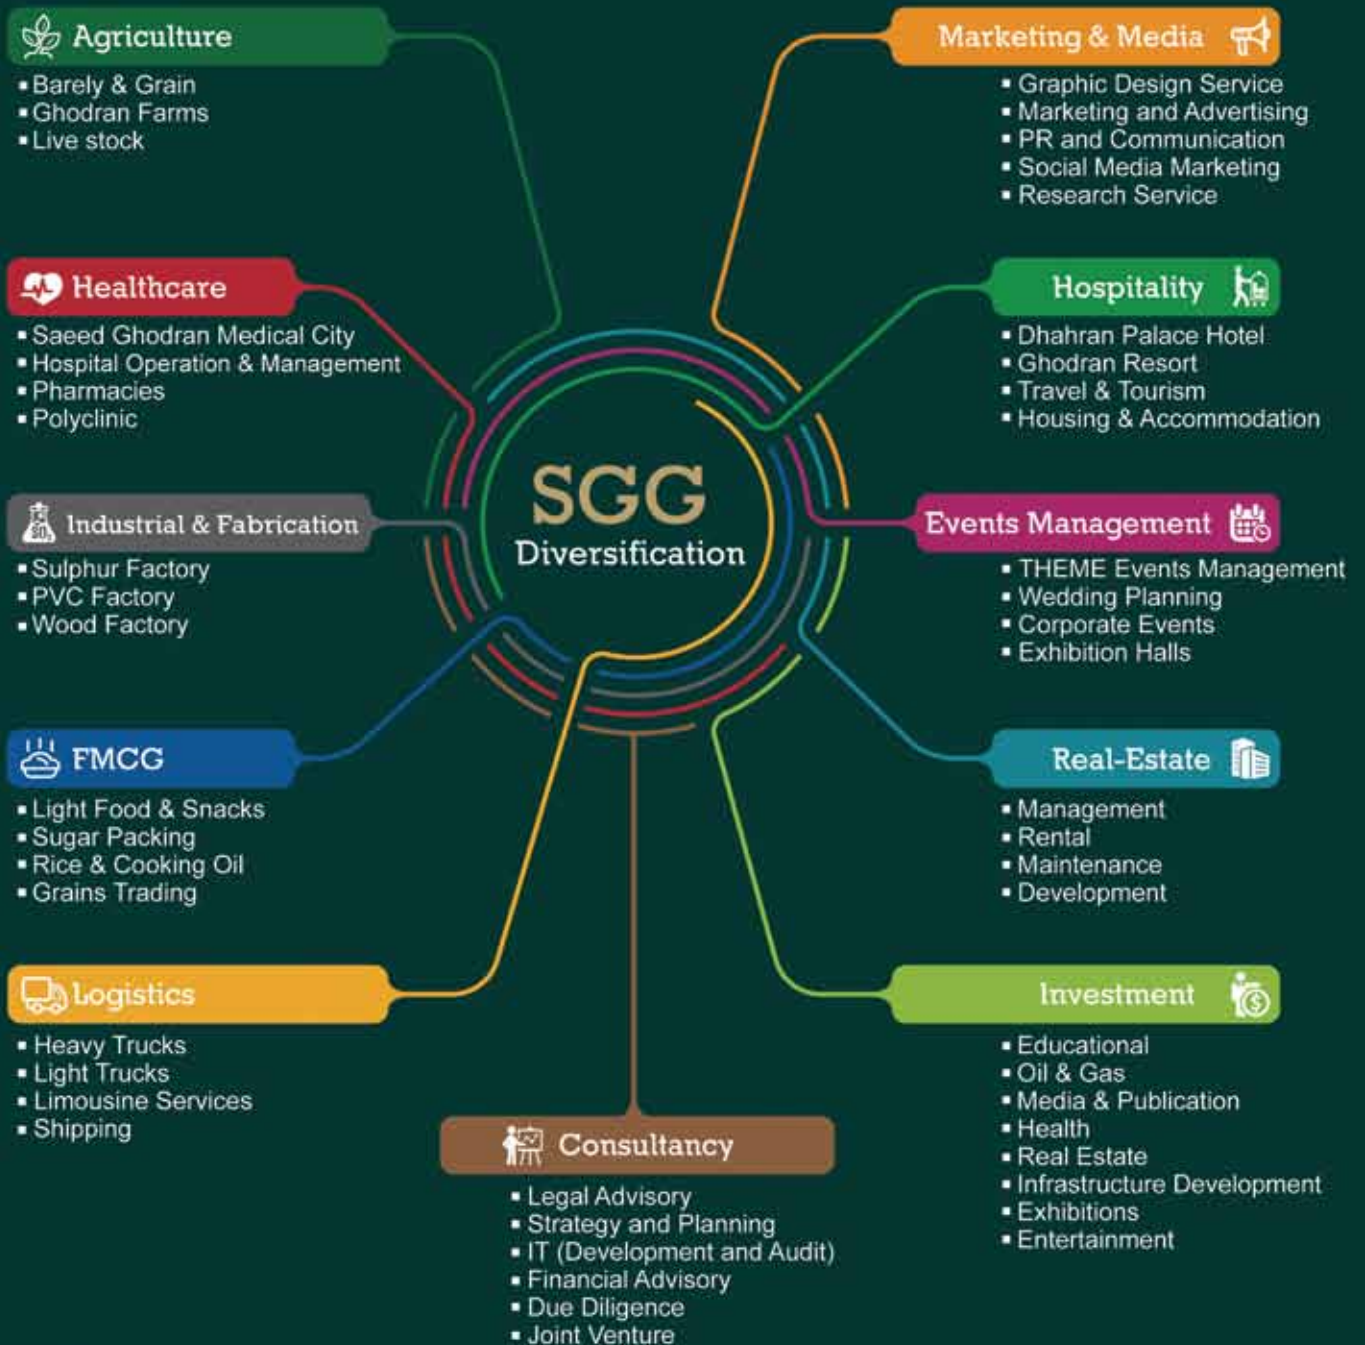 Agriculture
▪ Barely & Grain
▪ Ghodran Farms
▪ Live stock
Healthcare
▪ Saeed Ghodran Medical City
▪ Hospital Operation & Management
▪ Pharmacies
▪ Polyclinic
Industrial & Fabrication
▪ Sulphur Factory
▪ PVC Factory
▪ Wood Factory
FMCG
▪ Light Food & Snacks
▪ Sugar Packing
▪ Rice & Cooking Oil
▪ Grains Trading
Logistics
▪ Heavy Trucks
▪ Light Trucks
▪ Limousine Services
▪ Shipping
SGG
Diversification
Consultancy
▪ Legal Advisory
▪ Strategy and Planning
▪ IT (Development and Audit)
▪ Financial Advisory
▪ Due Diligence
▪ Joint Venture
Marketing & Media
▪ Graphic Design Service
▪ Marketing and Advertising
▪ PR and Communication
▪ Social Media Marketing
▪ Research Service
Hospitality
▪ Dhahran Palace Hotel
▪ Ghodran Resort
▪ Travel & Tourism
▪ Housing & Accommodation
Events Management
▪ THEME Events Management
▪ Wedding Planning
▪ Corporate Events
▪ Exhibition Halls
Real-Estate
▪ Management
▪ Rental
▪ Maintenance
▪ Development
Investment
▪ Educational
▪ Oil & Gas
▪ Media & Publication
▪ Health
▪ Real Estate
▪ Infrastructure Development
▪ Exhibitions
▪ Entertainment